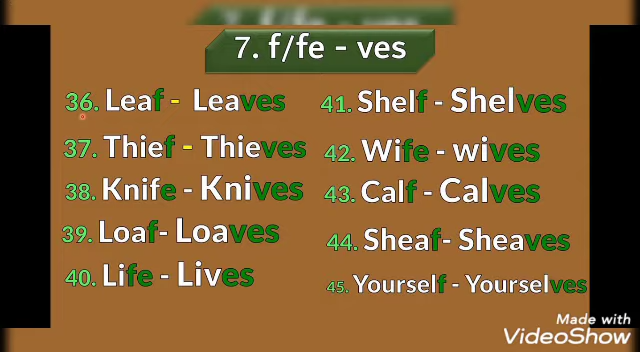 7. f/fe - ves
36. Leaf - Leaves
37. Thief - Thieves
38. Knife - Knives
39. Loaf- Loaves
40. Life - Lives
41. Shelf - Shelves
42. Wife - wives
43. Calf - Calves
44. Sheaf- Sheaves
45. Yourself - Yourselves
Made with
VideoShow